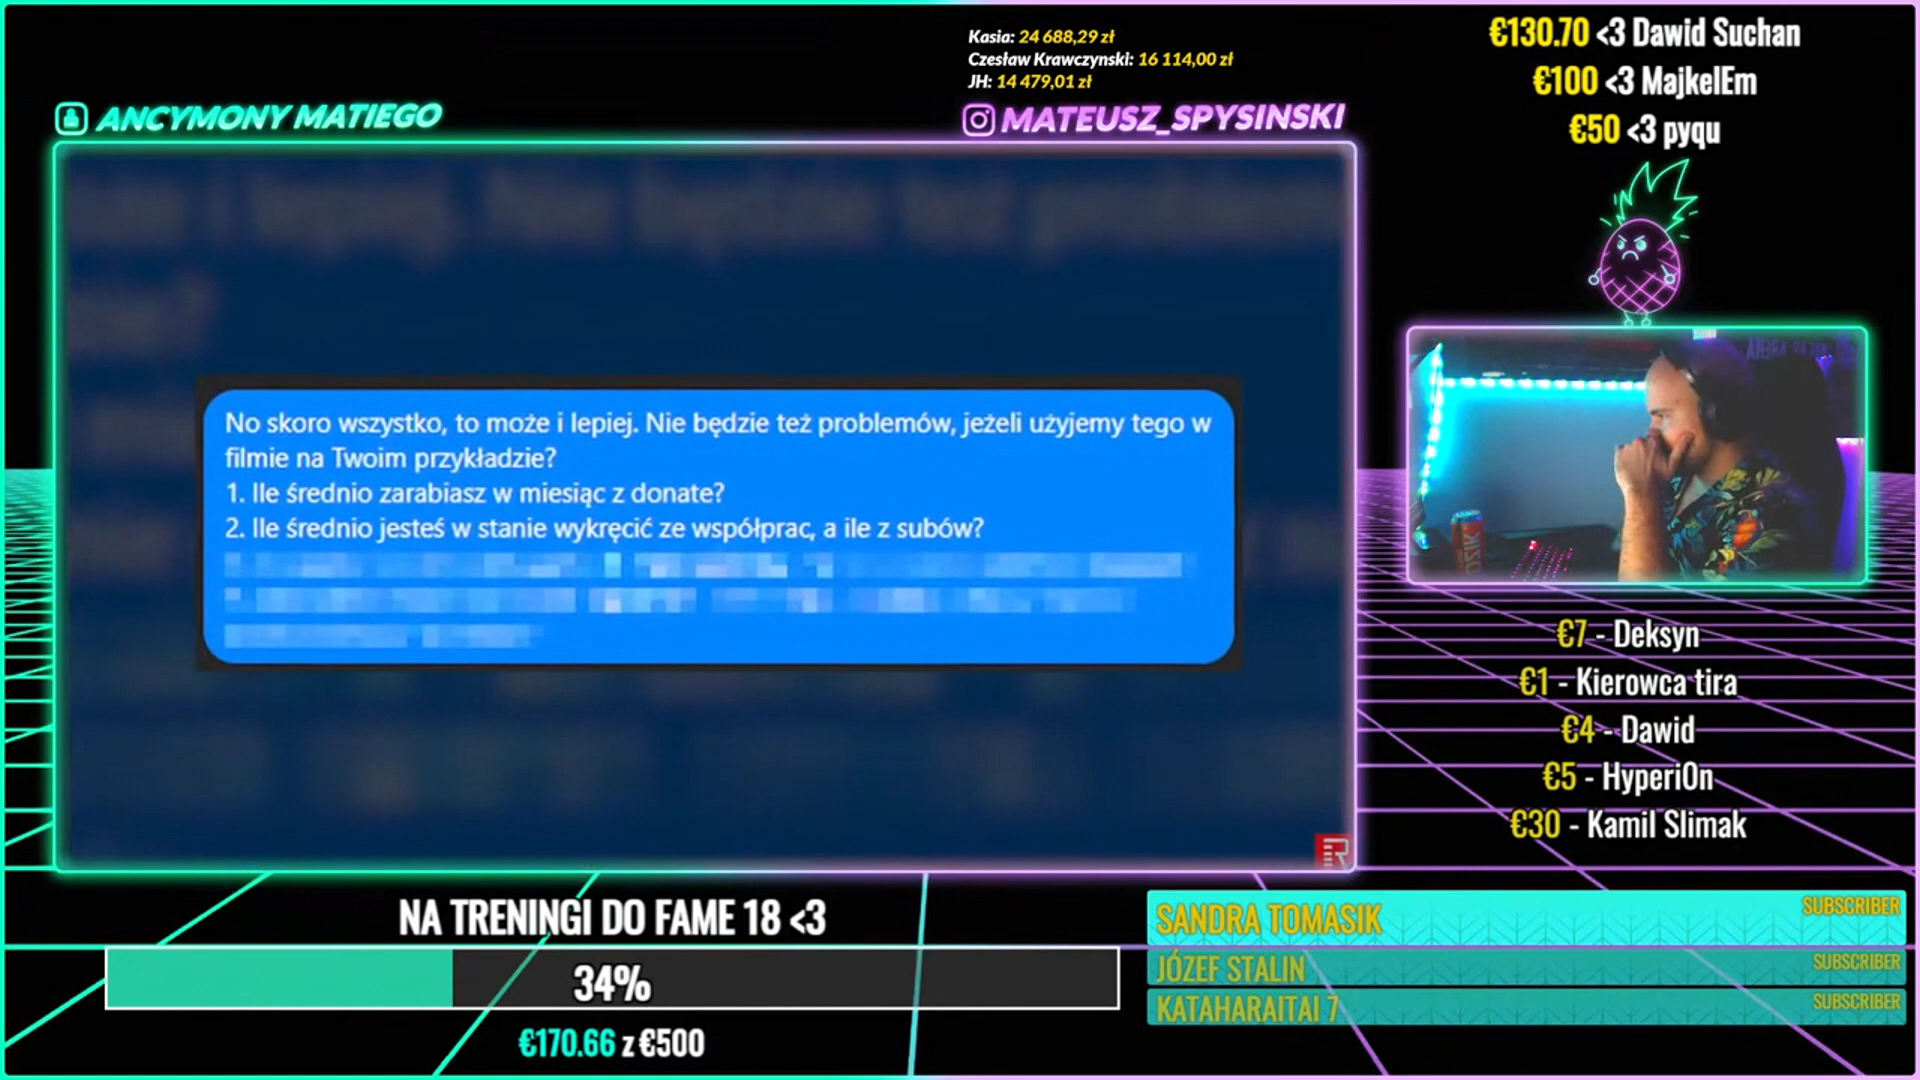 Kasia: 24 688,29 zł
Czesław Krawczynski: 16 114,00 zł
JH: 14 479,01 zł
€130.70 <3 Dawid Suchan
€100 <3 MajkelEm
€50 <3 pyqu
ANCYMONY MATIEGO
MATEUSZ_SPYSINSKI
No skoro wszystko, to może i lepiej. Nie będzie też problemów, jeżeli użyjemy tego w
filmie na Twoim przykładzie?
1. Ile średnio zarabiasz w miesiąc z donate?
2. Ile średnio jesteś w stanie wykręcić ze współprac, a ile z subów?
€7 - Deksyn
€1 - Kierowca tira
€4 - Dawid
€5 - Hyperi0n
€30 - Kamil Slimak
NA TRENINGI DO FAME 18 <3
34%
€170.66 z €500
SANDRA TOMASIK SUBSCRIBER
JÓZEF STALIN SUBSCRIBER
KATAHARAITAI 7 SUBSCRIBER